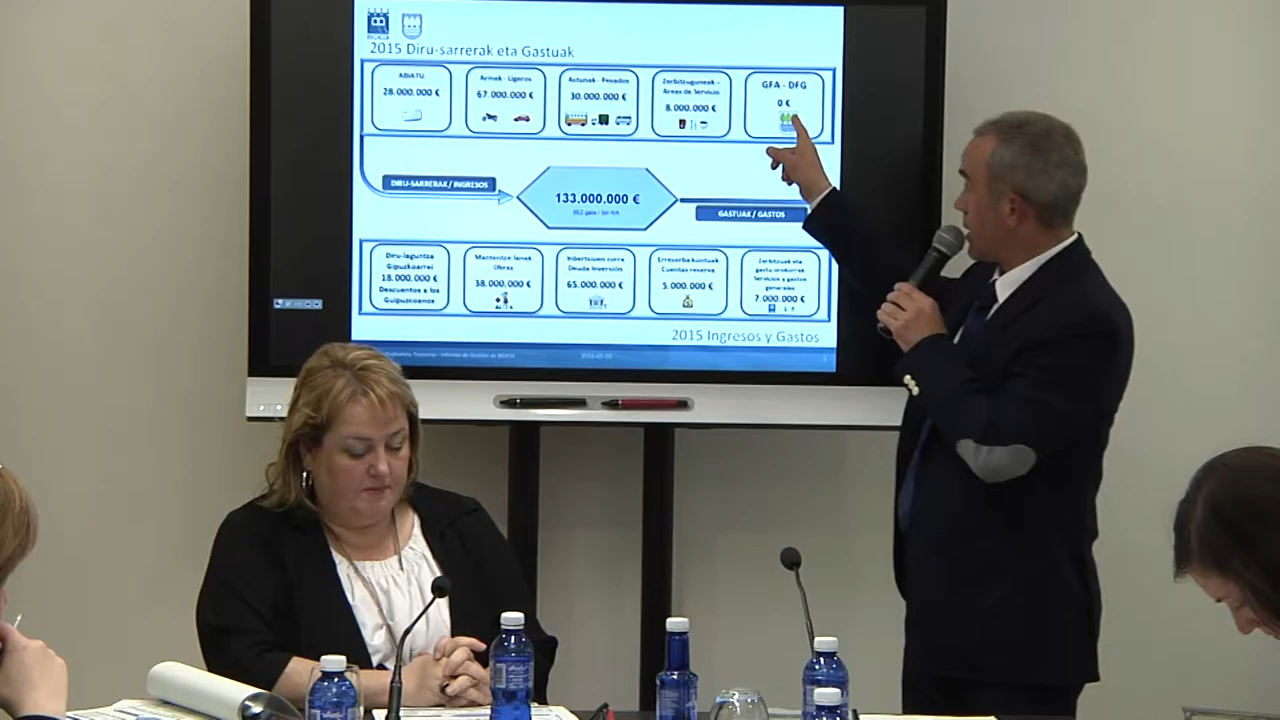 2015 Diru-sarrerak eta Gastuak
ABIATU
28.000.000 €
Arinak - Ligeros
67.000.000 €
Astunak - Pesados
30.000.000 €
Zerbitzuguneak -
Areas de Servicio
8.000.000 €
GFA - DFG
0 €
DIRU-SARRERAK / INGRESOS
133.000.000 €
BEZ gabe / Sin IVA
GASTUAK / GASTOS
Diru-laguntza
Gipuzkoarrei
18.000.000 €
Descuentos a los
Guipuzcoanos
Mantentze lanak
Obras
38.000.000 €
Inbertsioen zorra
Deuda Inversión
65.000.000 €
Erreserba kontuak
Cuentas reserva
5.000.000 €
Zerbitzuak eta
gastu orokorrak
Servicios y gastos
generales
7.000.000 €
2015 Ingresos y Gastos